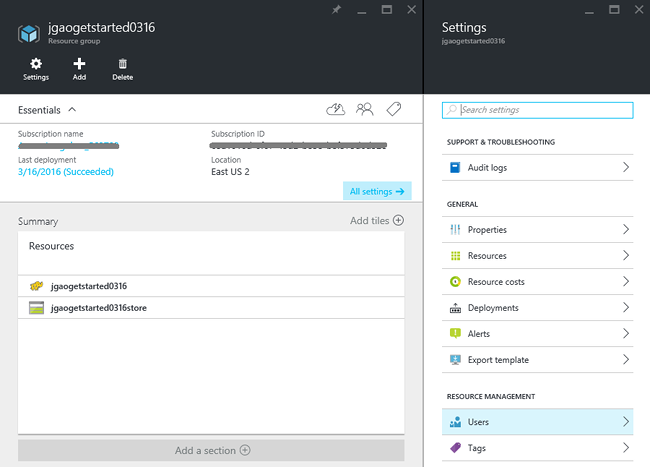 jgaogetstarted0316
Resource group
Settings
Add
Delete
Essentials
Subscription name
Subscription ID
Last deployment
Location
3/16/2016 (Succeeded)
East US 2
All settings
Summary
Add tiles
Resources
jgaogetstarted0316
jgaogetstarted0316store
Add a section
Settings
jgaogetstarted0316
Search settings
SUPPORT & TROUBLESHOOTING
Audit logs
GENERAL
Properties
Resources
Resource costs
Deployments
Alerts
Export template
RESOURCE MANAGEMENT
Users
Tags